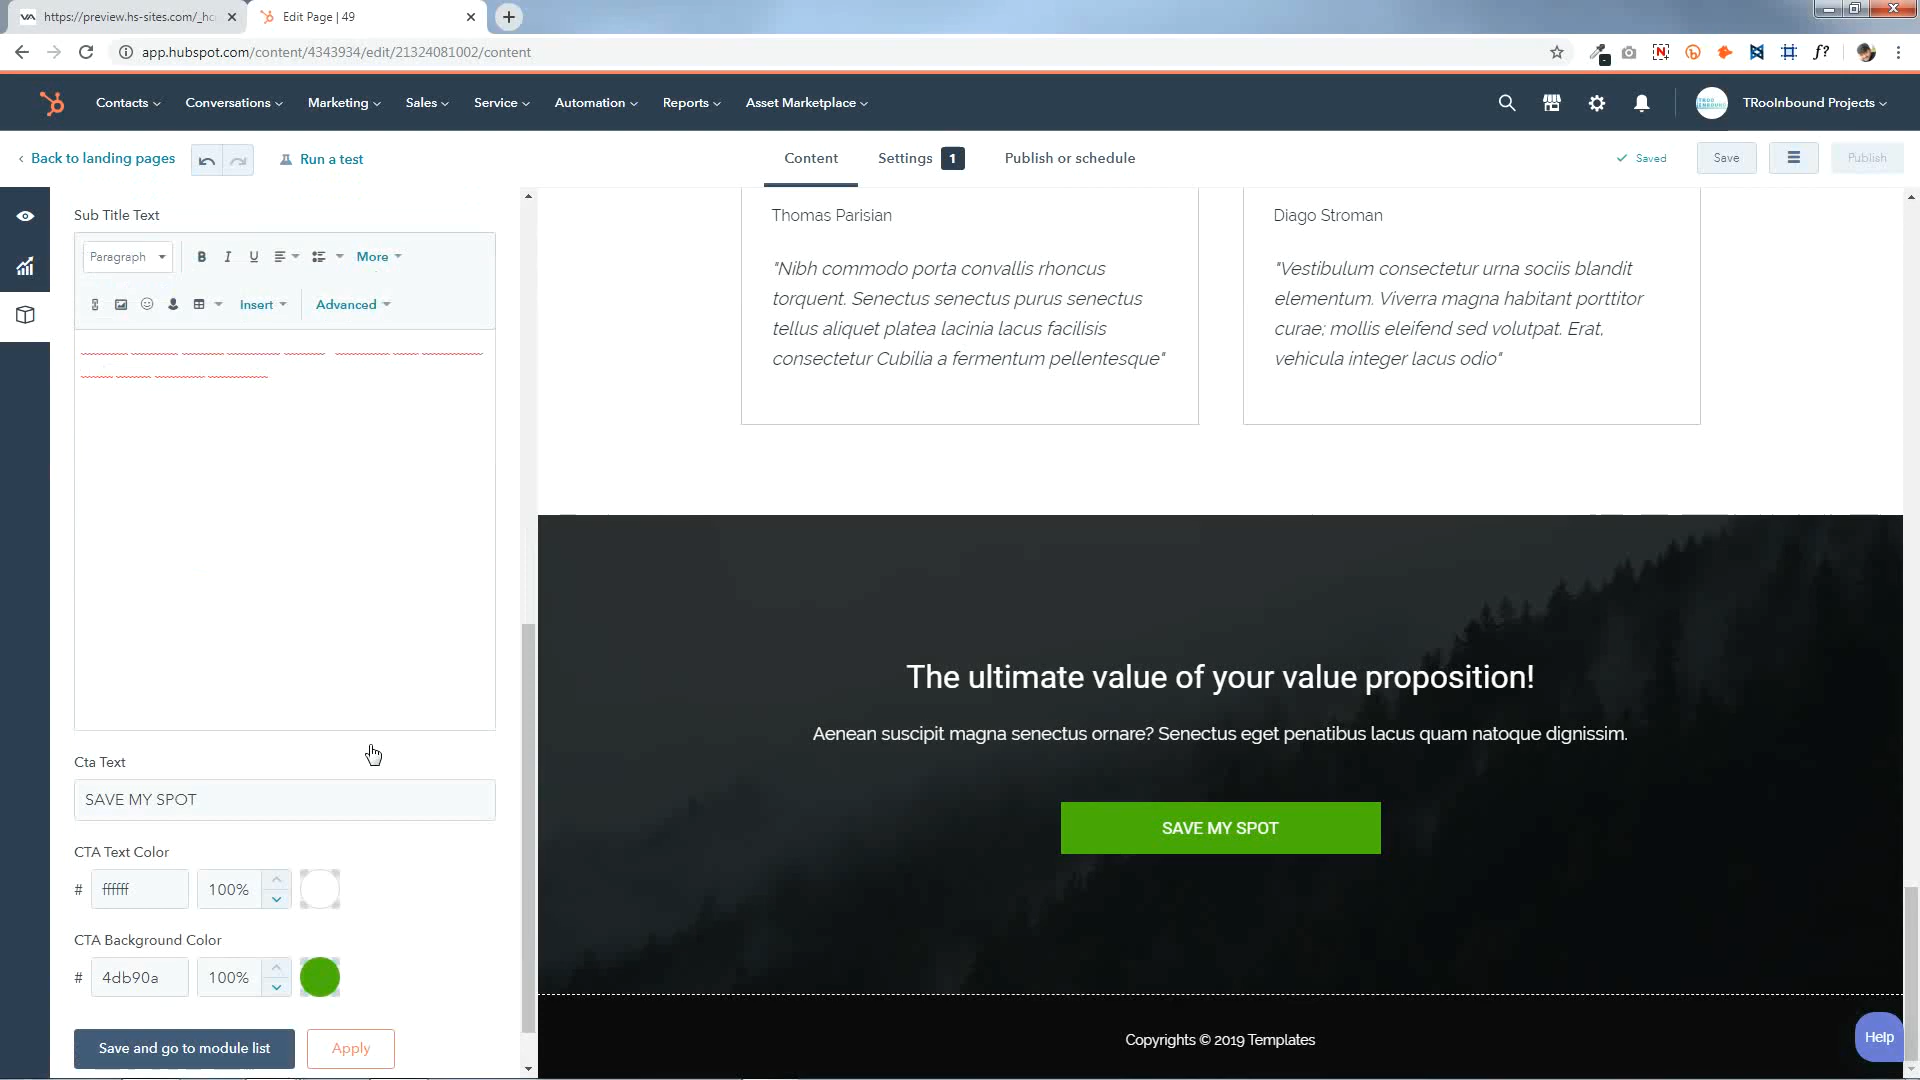 https://preview.hs-sites.com/_hc
Edit Page | 49
app.hubspot.com/content/4343934/edit/21324081002/content
f?
Contacts
Conversations
Marketing
Sales
Service
Automation
Reports
Asset Marketplace
TRooInbound Projects
Back to landing pages
Run a test
Content
Settings 1
Publish or schedule
Saved
Save
Publish
Sub Title Text
Paragraph
B I U
More
Insert
Advanced
Cta Text
SAVE MY SPOT
CTA Text Color
# ffffff 100%
CTA Background Color
# 4db90a 100%
Save and go to module list
Apply
Thomas Parisian
"Nibh commodo porta convallis rhoncus
torquent. Senectus senectus purus senectus
tellus aliquet platea lacinia lacus facilisis
consectetur Cubilia a fermentum pellentesque"
Diago Stroman
"Vestibulum consectetur urna sociis blandit
elementum. Viverra magna habitant porttitor
curae; mollis eleifend sed volutpat. Erat,
vehicula integer lacus odio"
The ultimate value of your value proposition!
Aenean suscipit magna senectus ornare? Senectus eget penatibus lacus quam natoque dignissim.
SAVE MY SPOT
Copyrights © 2019 Templates
Help